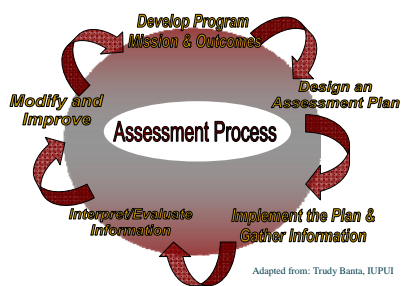 Develop Program
Mission & Outcomes
Design an
Assessment Plan
Modify and
Improve
Assessment Process
Interpret/Evaluate
Information
Implement the Plan &
Gather Information
Adapted from: Trudy Banta, IUPUI